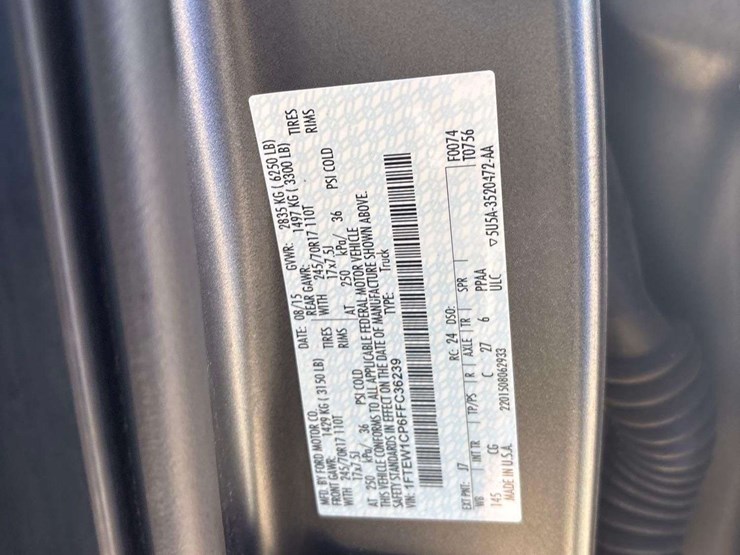 MFD. BY FORD MOTOR CO.
DATE: 08/15 GVWR: 2835 KG ( 6250 LB)
FRONT GAWR: 1429 KG ( 3150 LB) REAR GAWR: 1497 KG ( 3300 LB)
WITH 245/70R17 110T TIRES WITH 245/70R17 110T TIRES
17x7.5J RIMS 17x7.5J RIMS
AT 250 kPa/ 36 PSI COLD AT 250 kPa/ 36 PSI COLD
THIS VEHICLE CONFORMS TO ALL APPLICABLE FEDERAL MOTOR VEHICLE
SAFETY STANDARDS IN EFFECT ON THE DATE OF MANUFACTURE SHOWN ABOVE.
VIN: 1FTEW1CP6FFC36239 TYPE: Truck
F0074
T0756
EXT PNT: J7 RC: 24 DSO:
WB INT TR TP/PS R AXLE TR SPR
145 CG C 27 6 PPAA
MADE IN U.S.A. 2201508062933 ULC ▽5U5A-3520472-AA